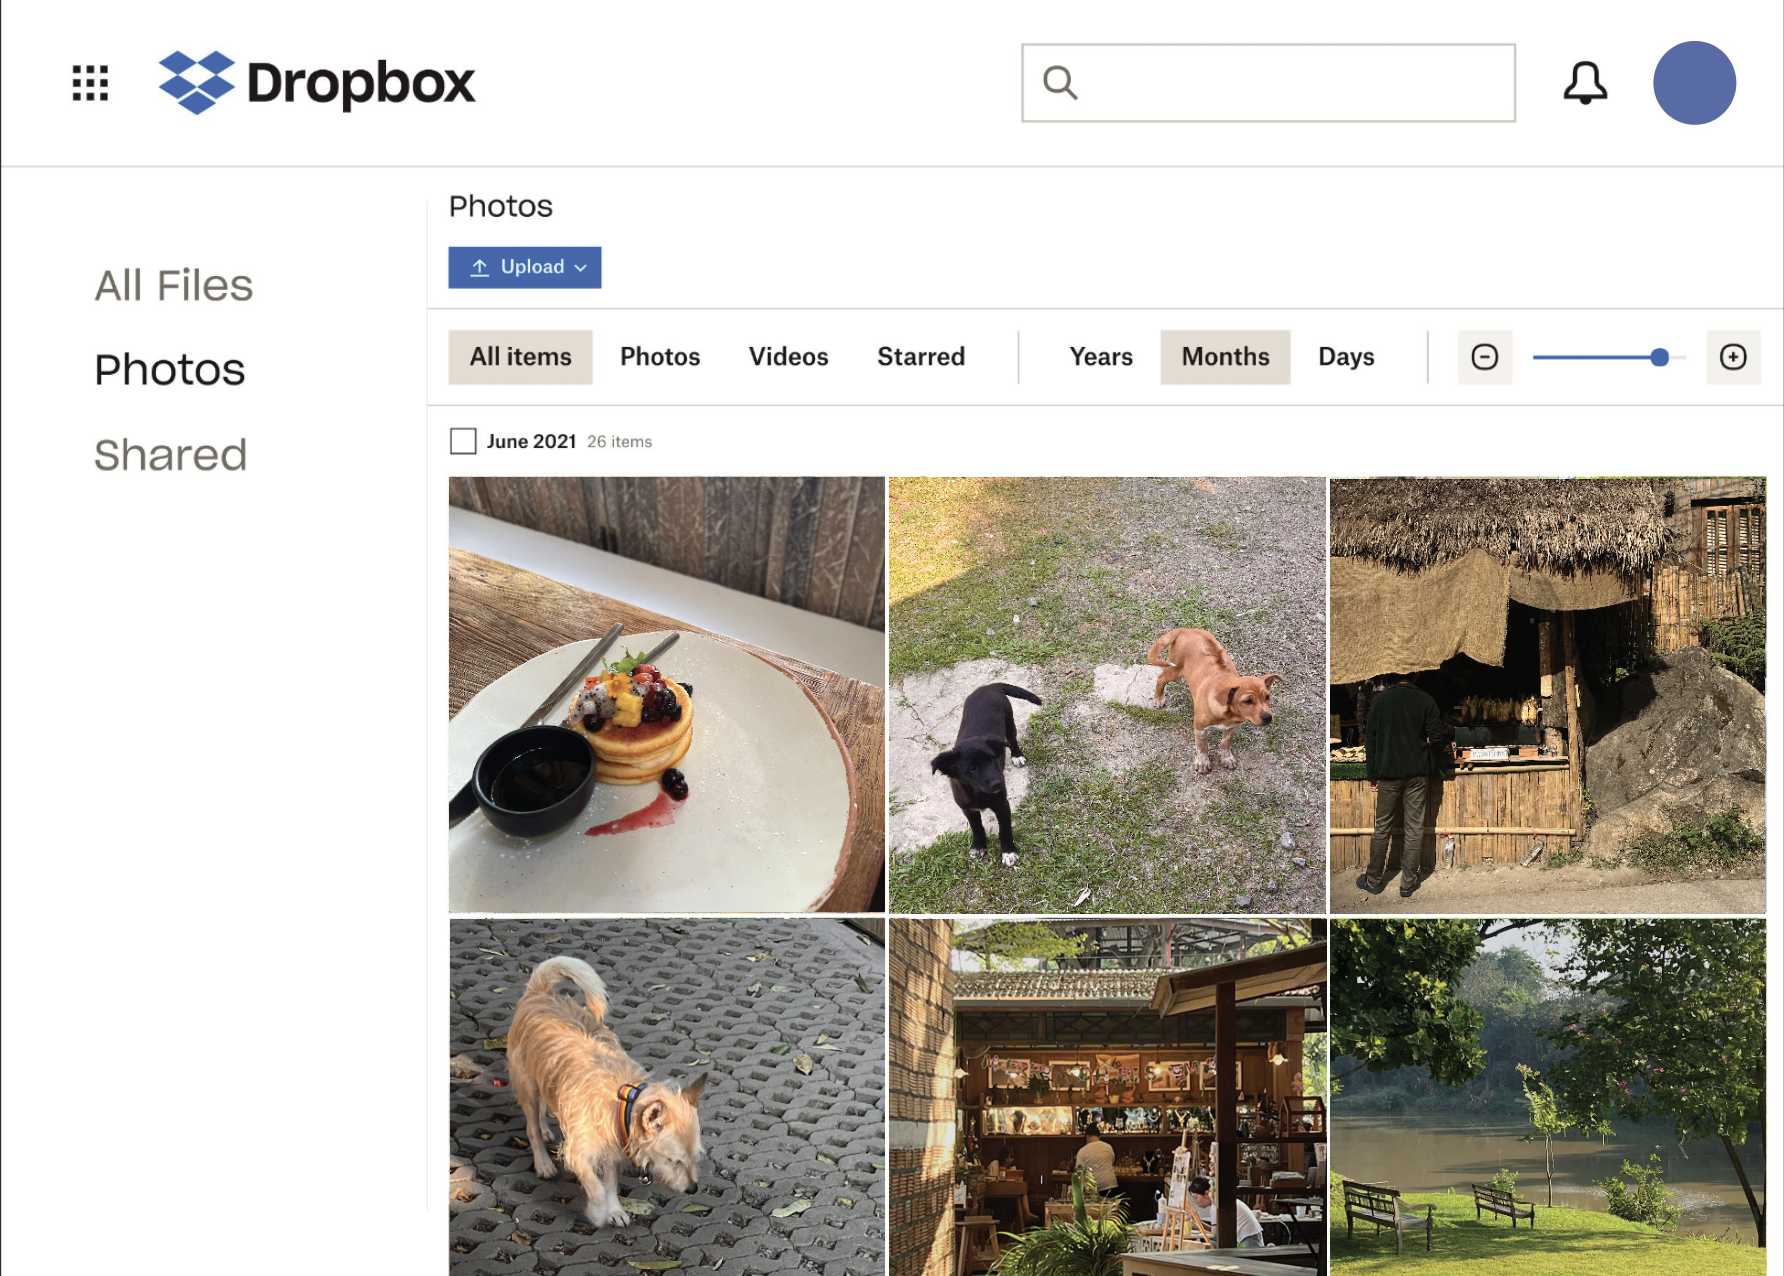 Dropbox
All Files
Photos
Shared
Photos
Upload
All items Photos Videos Starred Years Months Days
June 2021 26 items